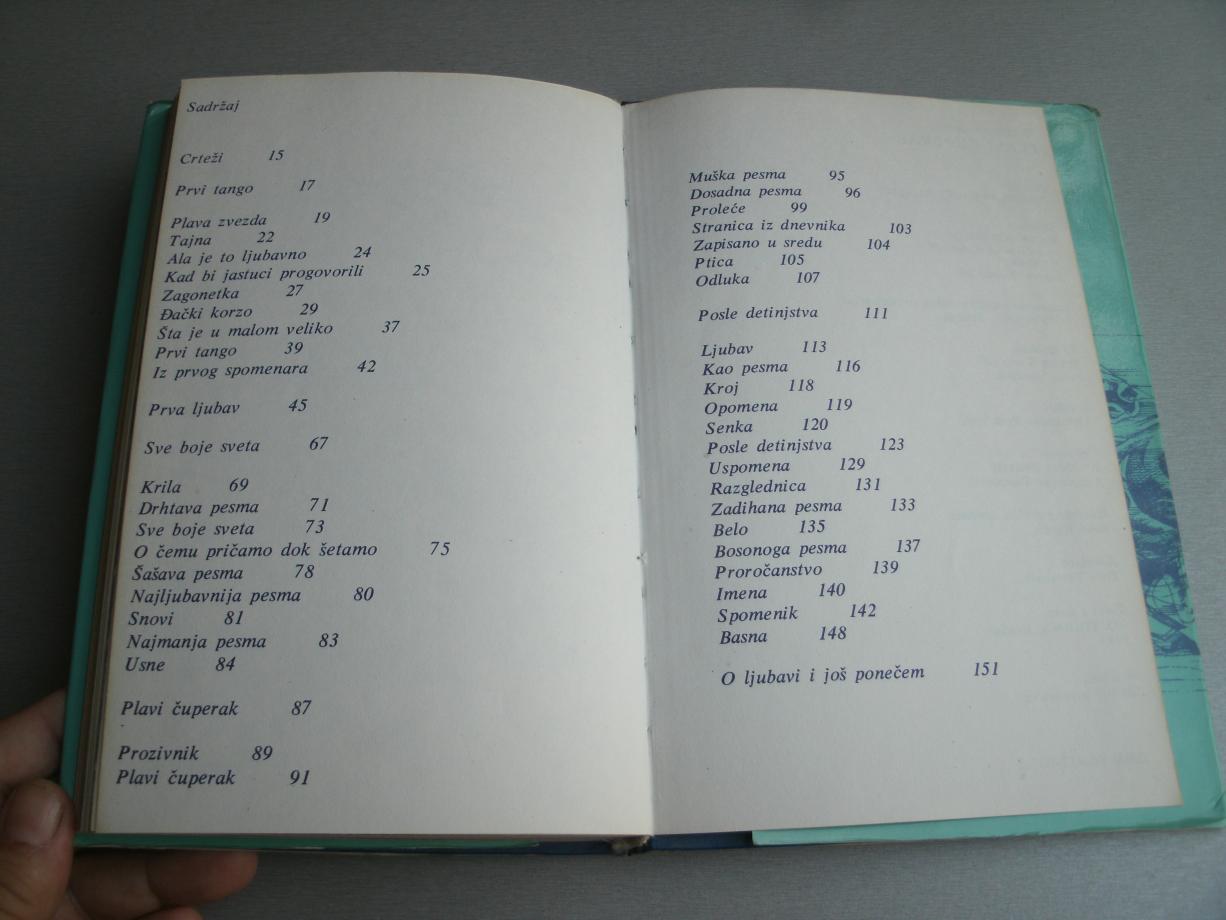 Sadržaj
Crteži 15
Prvi tango 17
Plava zvezda 19
Tajna 22
Ala je to ljubavno 24
Kad bi jastuci progovorili 25
Zagonetka 27
Đački korzo 29
Šta je u malom veliko 37
Prvi tango 39
Iz prvog spomenara 42
Prva ljubav 45
Sve boje sveta 67
Krila 69
Drhtava pesma 71
Sve boje sveta 73
O čemu pričamo dok šetamo 75
Šašava pesma 78
Najljubavnija pesma 80
Snovi 81
Najmanja pesma 83
Usne 84
Plavi čuperak 87
Prozivnik 89
Plavi čuperak 91
Muška pesma 95
Dosadna pesma 96
Proleće 99
Stranica iz dnevnika 103
Zapisano u sredu 104
Ptica 105
Odluka 107
Posle detinjstva 111
Ljubav 113
Kao pesma 116
Kroj 118
Opomena 119
Senka 120
Posle detinjstva 123
Uspomena 129
Razglednica 131
Zadihana pesma 133
Belo 135
Bosonoga pesma 137
Proročanstvo 139
Imena 140
Spomenik 142
Basna 148
O ljubavi i još ponečem 151